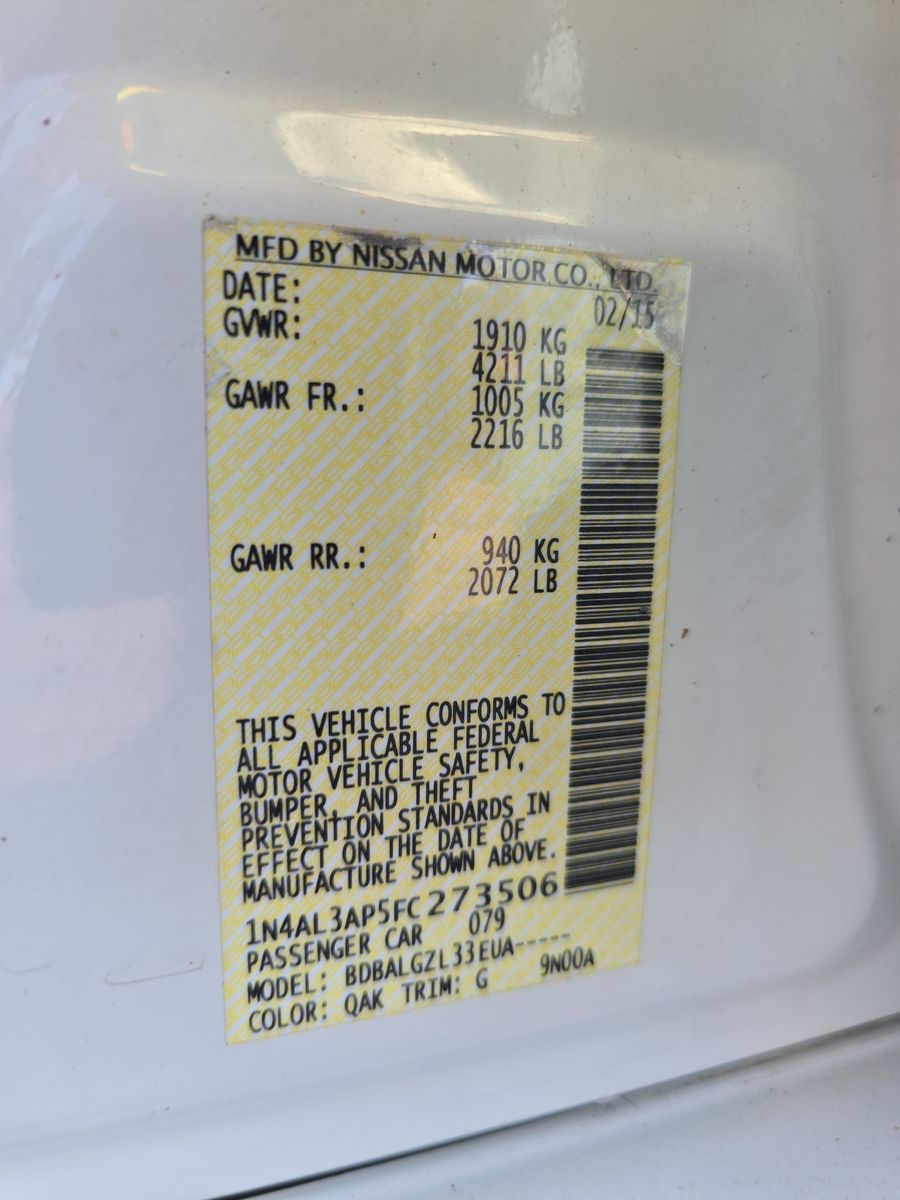 MFD BY NISSAN MOTOR CO., LTD.
DATE: 02/15
GVWR: 1910 KG
4211 LB
GAWR FR.: 1005 KG
2216 LB
GAWR RR.: 940 KG
2072 LB
THIS VEHICLE CONFORMS TO
ALL APPLICABLE FEDERAL
MOTOR VEHICLE SAFETY,
BUMPER, AND THEFT
PREVENTION STANDARDS IN
EFFECT ON THE DATE OF
MANUFACTURE SHOWN ABOVE.
1N4AL3AP5FC273506
PASSENGER CAR 079
MODEL: BDBALGZL33EUA-----
COLOR: QAK TRIM: G 9N00A